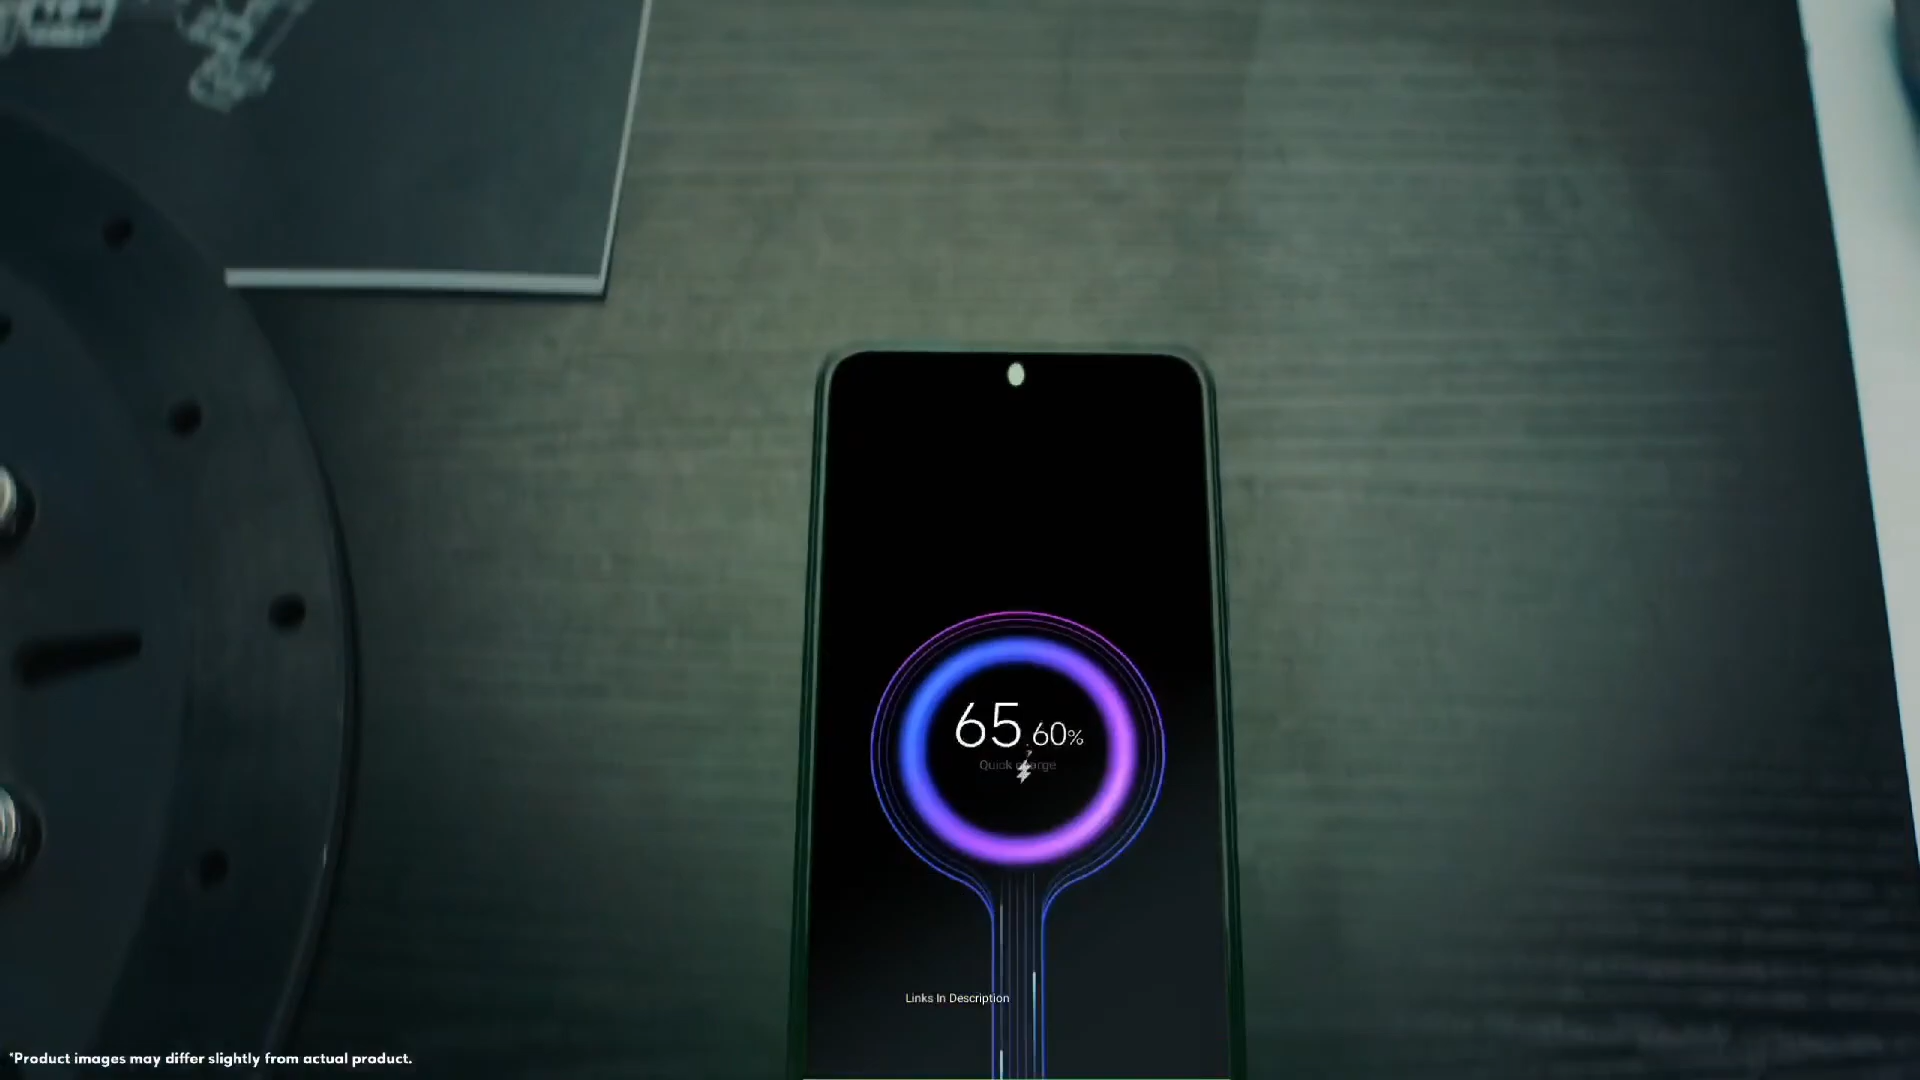 65.60%
Quick charge
Links In Description
*Product images may differ slightly from actual product.